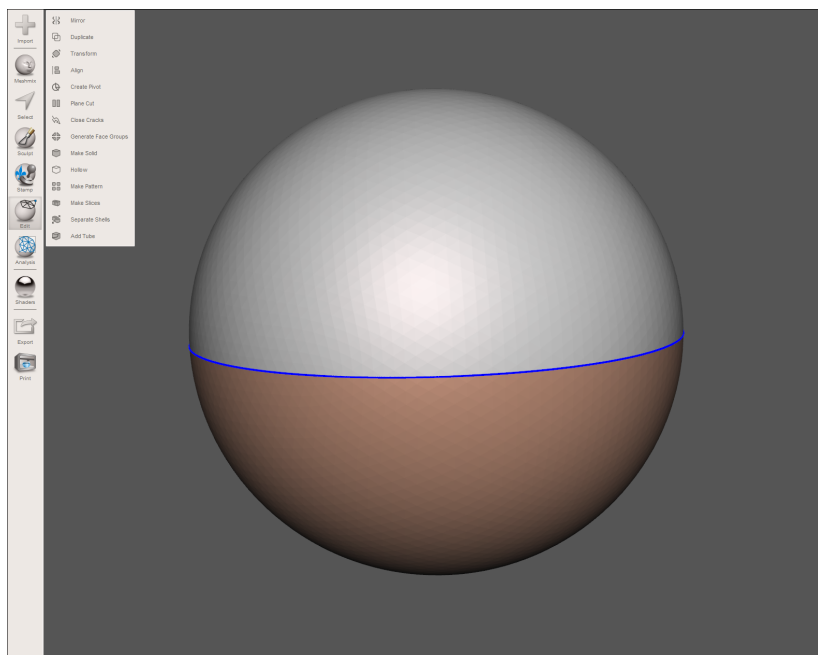 Import
Meshmix
Select
Sculpt
Stamp
Edit
Analysis
Shaders
Export
Print
Mirror
Duplicate
Transform
Align
Create Pivot
Plane Cut
Close Cracks
Generate Face Groups
Make Solid
Hollow
Make Pattern
Make Slices
Separate Shells
Add Tube